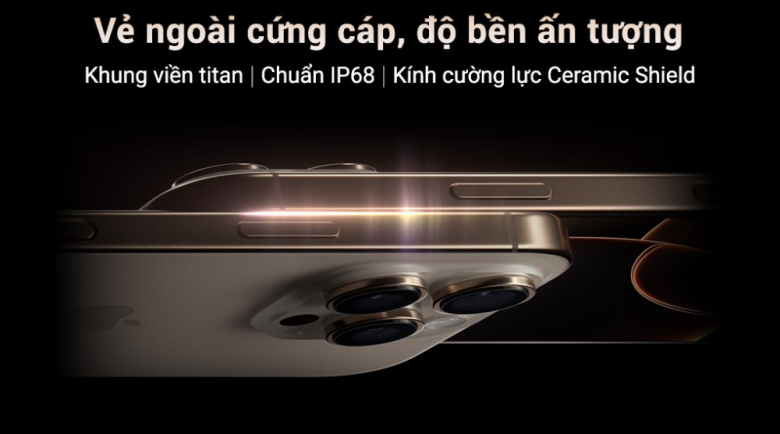 Vẻ ngoài cứng cáp, độ bền ấn tượng
Khung viền titan | Chuẩn IP68 | Kính cường lực Ceramic Shield